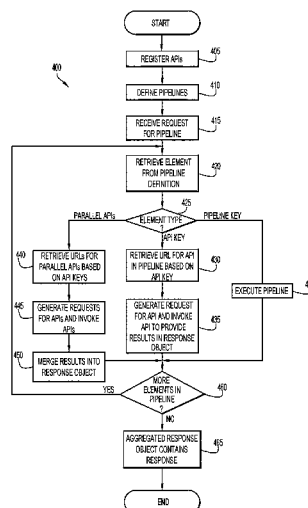 START
400
REGISTER APIs
405
DEFINE PIPELINES
410
RECEIVE REQUEST
FOR PIPELINE
415
RETRIEVE ELEMENT
FROM PIPELINE
DEFINITION
420
425
ELEMENT TYPE
?
PARALLEL APIs
API KEY
PIPELINE KEY
440
RETRIEVE URLs FOR
PARALLEL APIs BASED
ON API KEYS
RETRIEVE URL FOR API
IN PIPELINE BASED ON
API KEY
430
EXECUTE PIPELINE
445
GENERATE REQUESTS
FOR APIs AND INVOKE
APIs
GENERATE REQUEST
FOR API AND INVOKE
API TO PROVIDE
RESULTS IN RESPONSE
OBJECT
435
450
MERGE RESULTS INTO
RESPONSE OBJECT
YES
MORE
ELEMENTS IN
PIPELINE
?
460
NO
AGGREGATED RESPONSE
OBJECT CONTAINS
RESPONSE
465
END